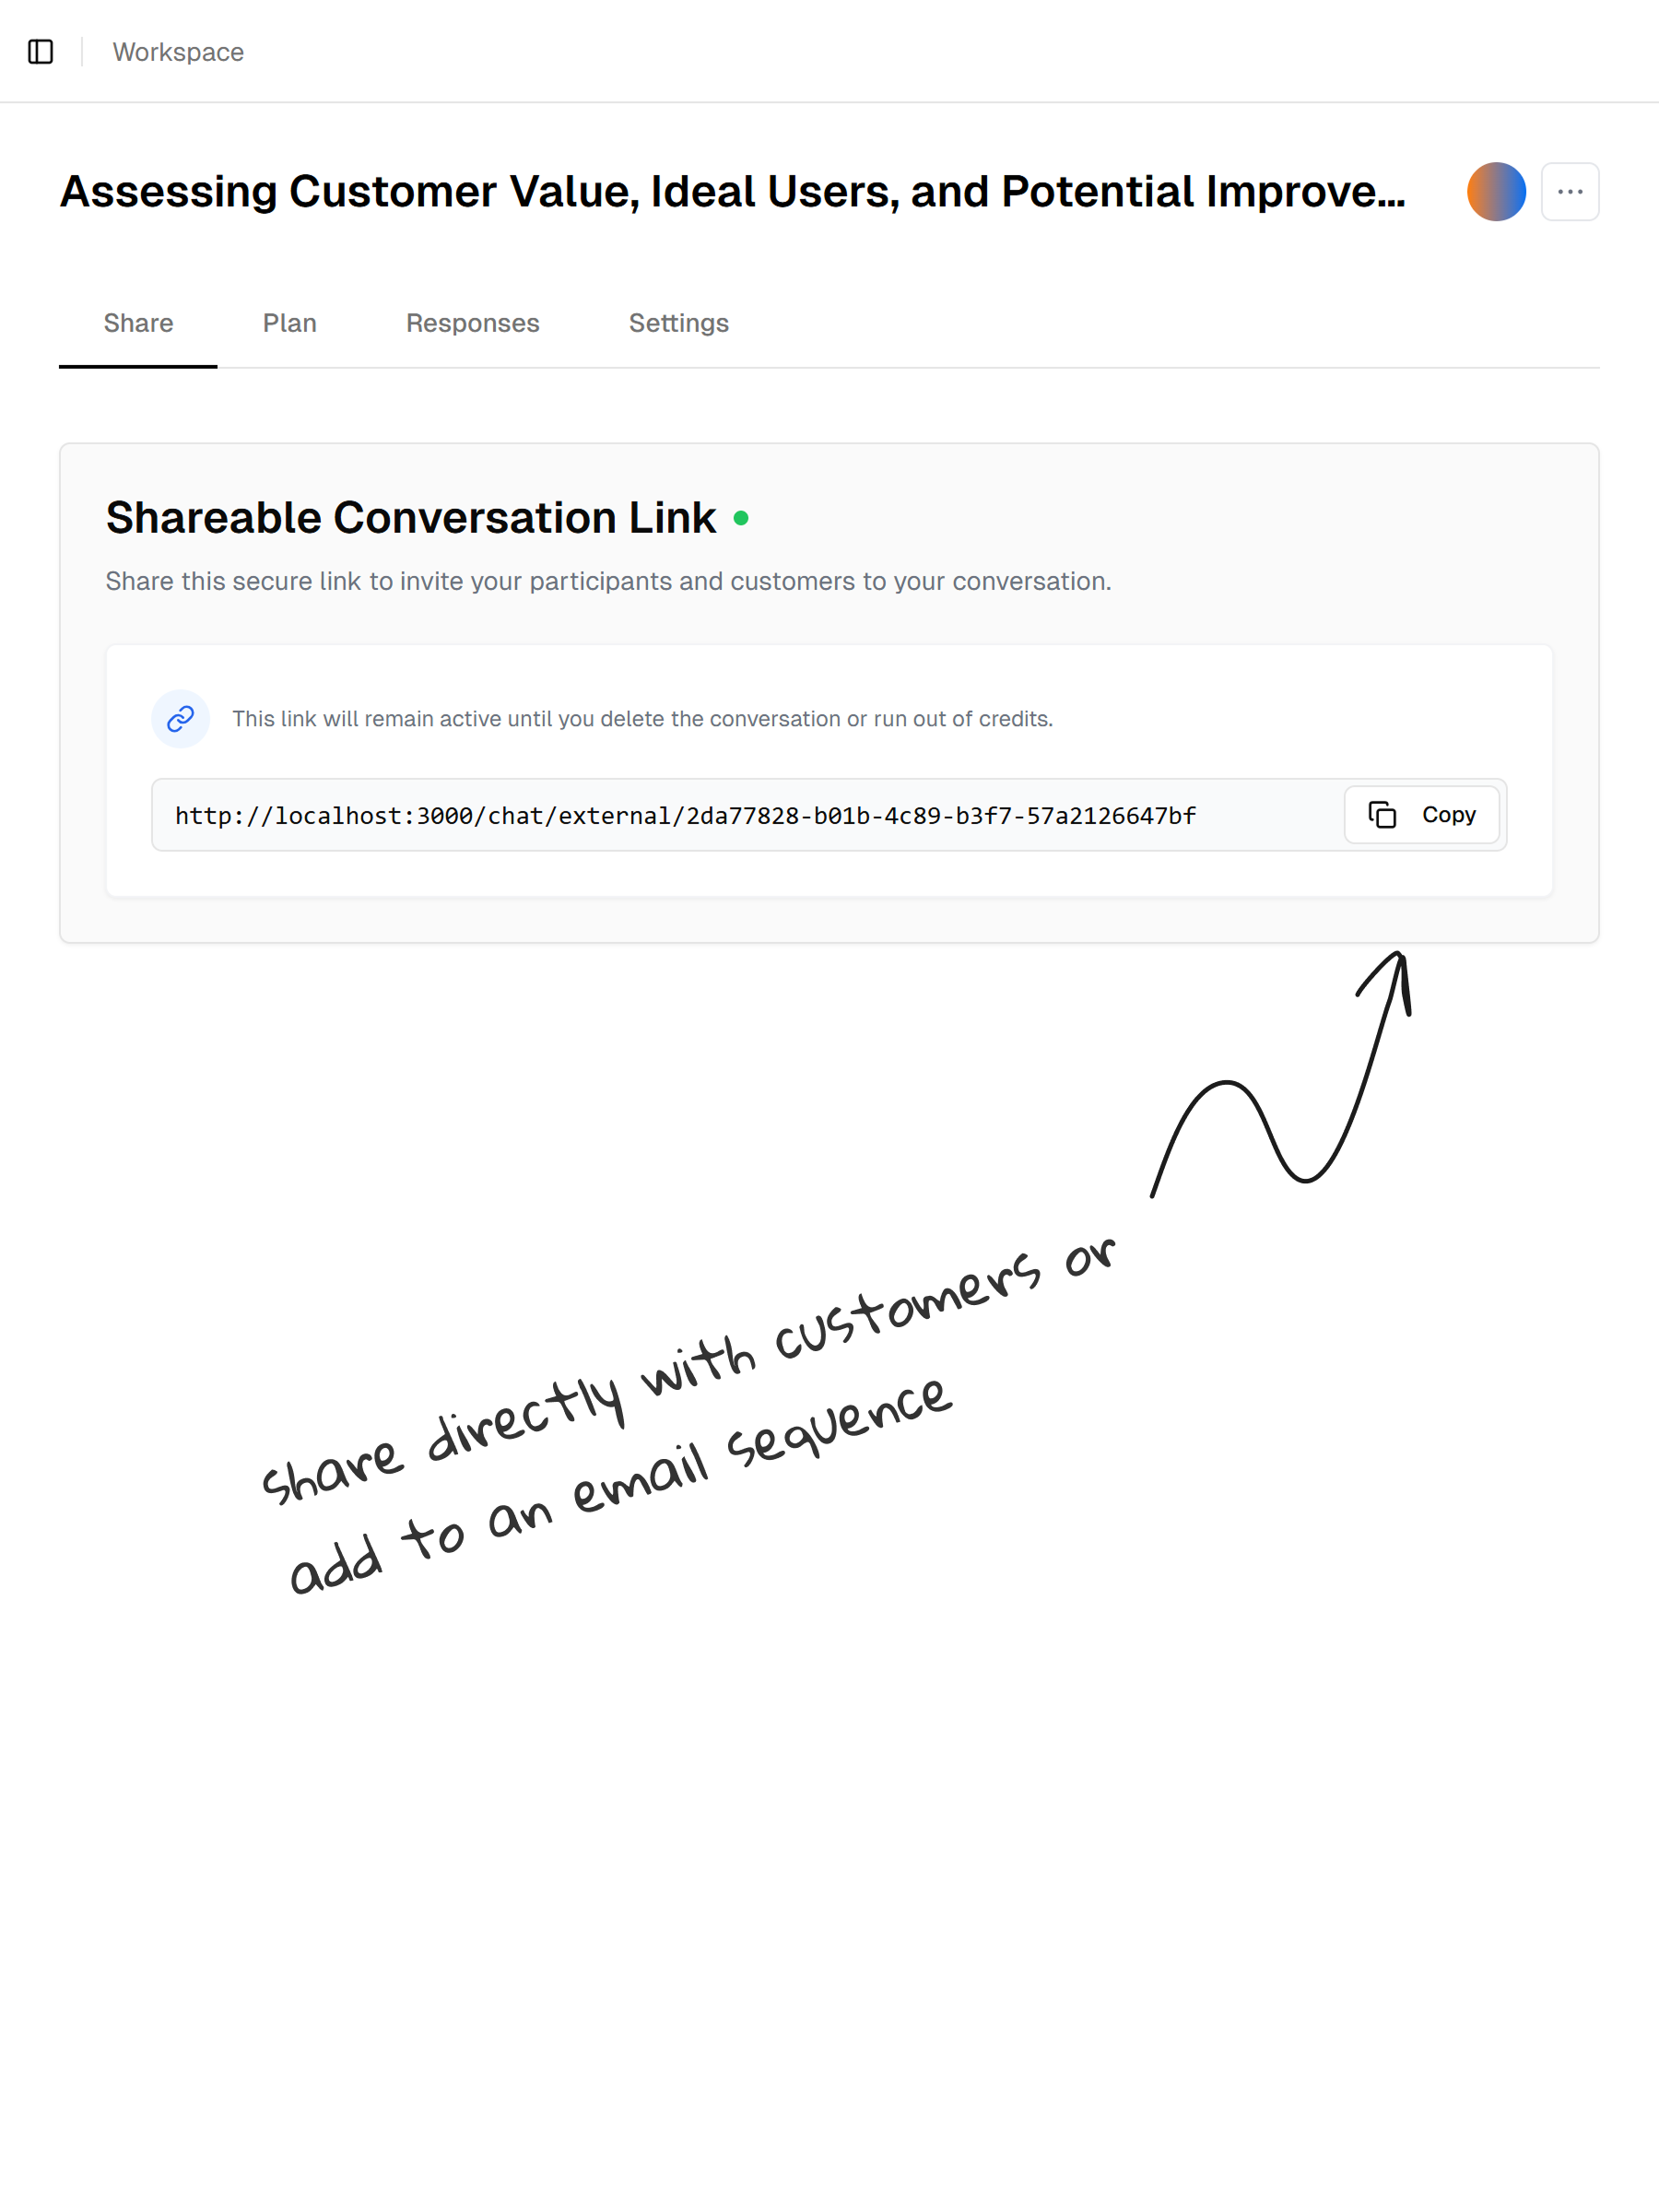 Workspace
Assessing Customer Value, Ideal Users, and Potential Improve...
Share Plan Responses Settings
Shareable Conversation Link
Share this secure link to invite your participants and customers to your conversation.
This link will remain active until you delete the conversation or run out of credits.
http://localhost:3000/chat/external/2da77828-b01b-4c89-b3f7-57a2126647bf Copy
share directly with customers or
add to an email sequence